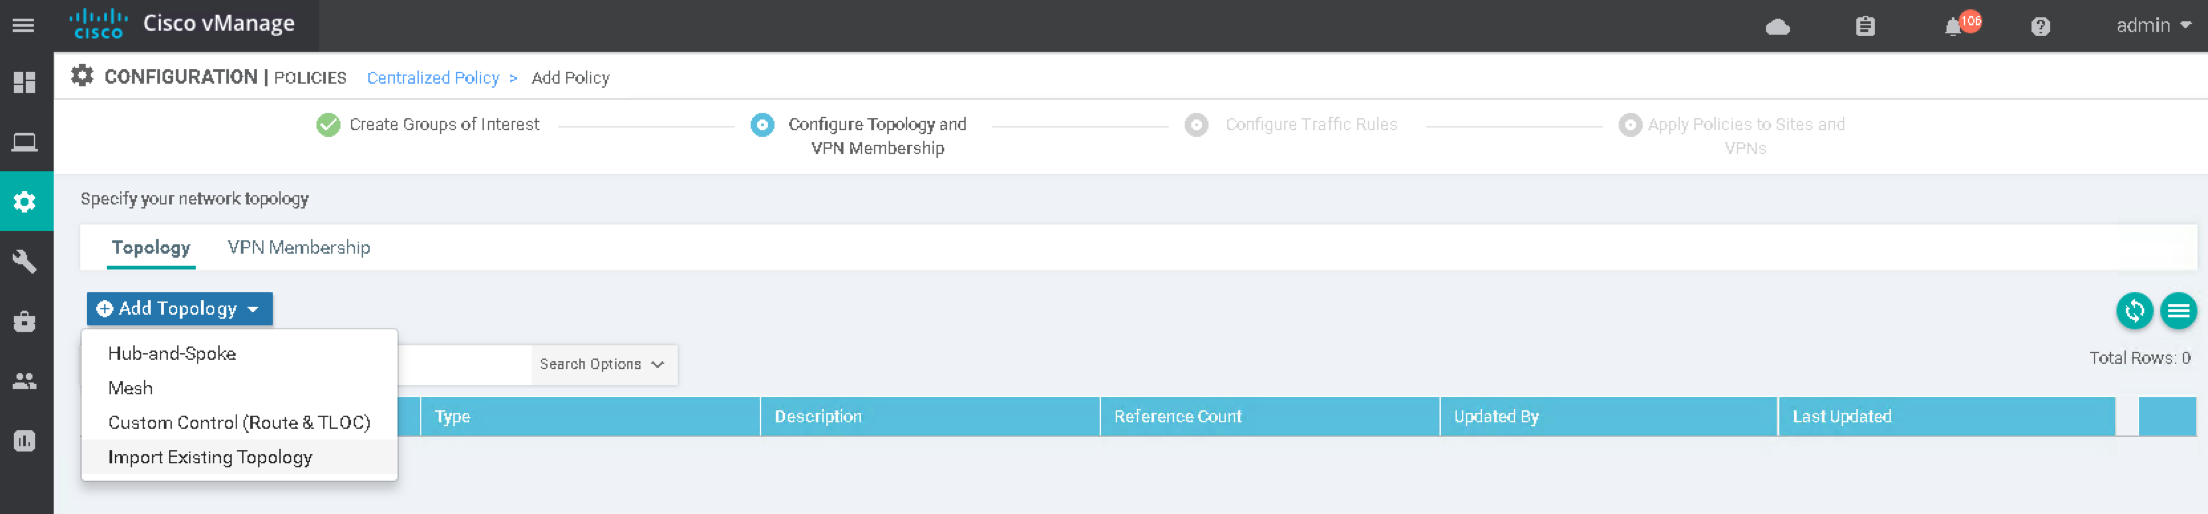 cisco Cisco vManage 106 admin
CONFIGURATION | POLICIES Centralized Policy > Add Policy
Create Groups of Interest
Configure Topology and
VPN Membership
Configure Traffic Rules
Apply Policies to Sites and
VPNs
Specify your network topology
Topology VPN Membership
Add Topology
Hub-and-Spoke
Mesh
Custom Control (Route & TLOC)
Import Existing Topology
Search Options
Total Rows: 0
Type Description Reference Count Updated By Last Updated